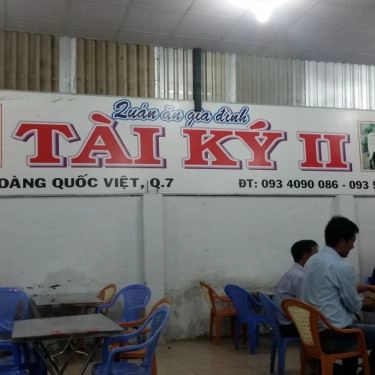 Quán ăn gia đình
TÀI KÝ II
OÀNG QUỐC VIỆT, Q.7 ĐT: 093 4090 086 - 093